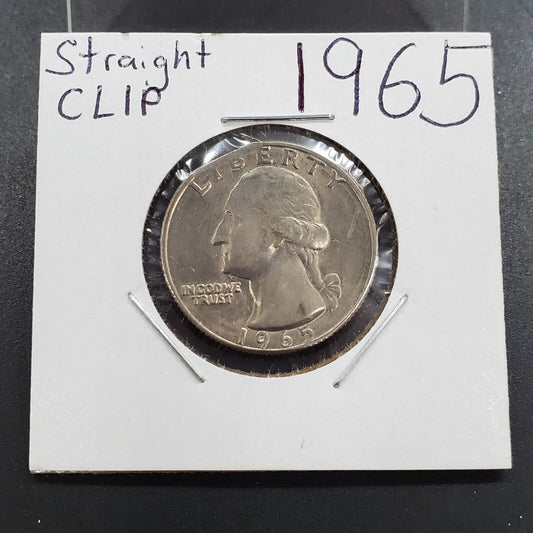 Straight 1965
CLIP
LIBERTY
IN GOD WE
TRUST
1965